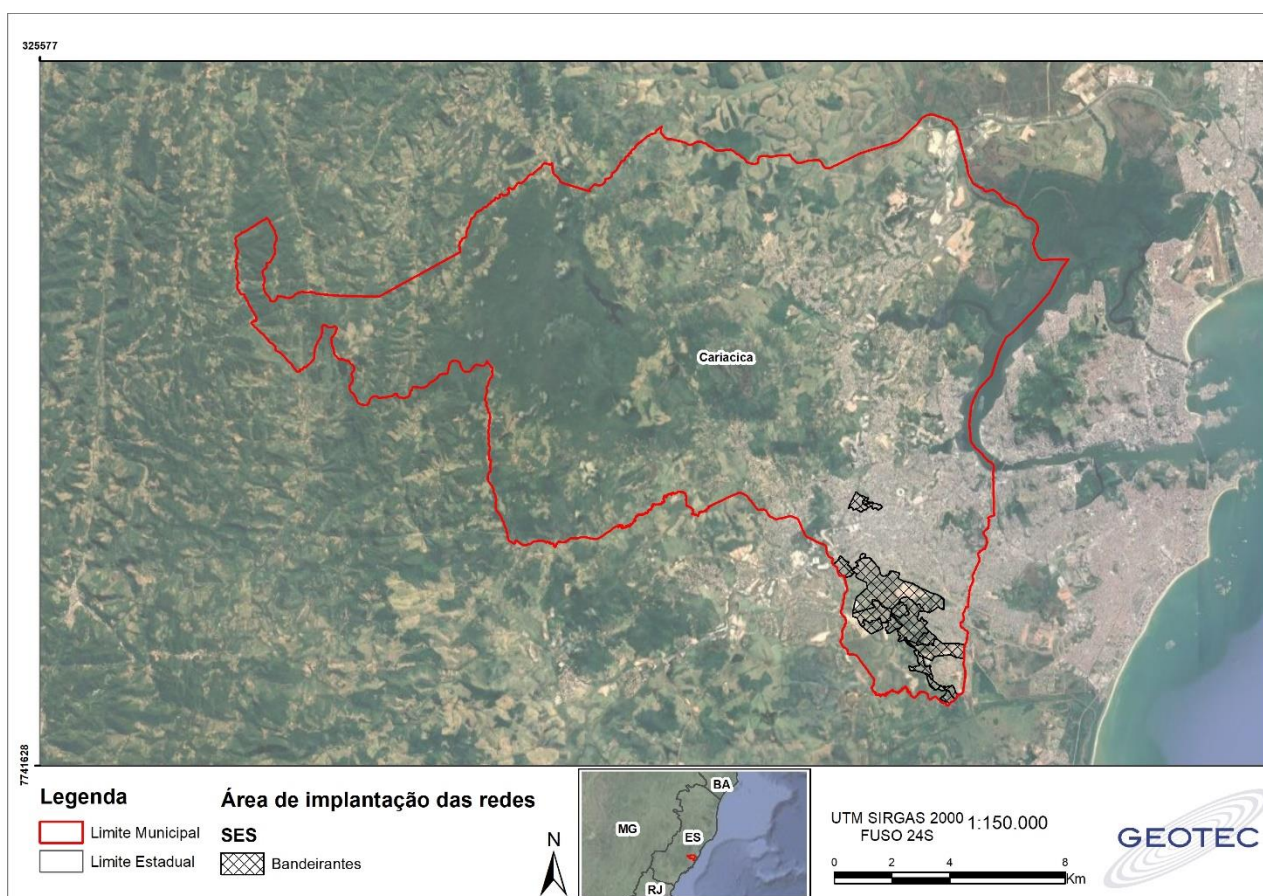 325577
Cariacica
7741628
Legenda
Limite Municipal
Limite Estadual
Área de implantação das redes
SES
Bandeirantes
N
BA
MG
ES
RJ
UTM SIRGAS 2000 1:150.000
FUSO 24S
0 2 4 8
Km
GEOTEC